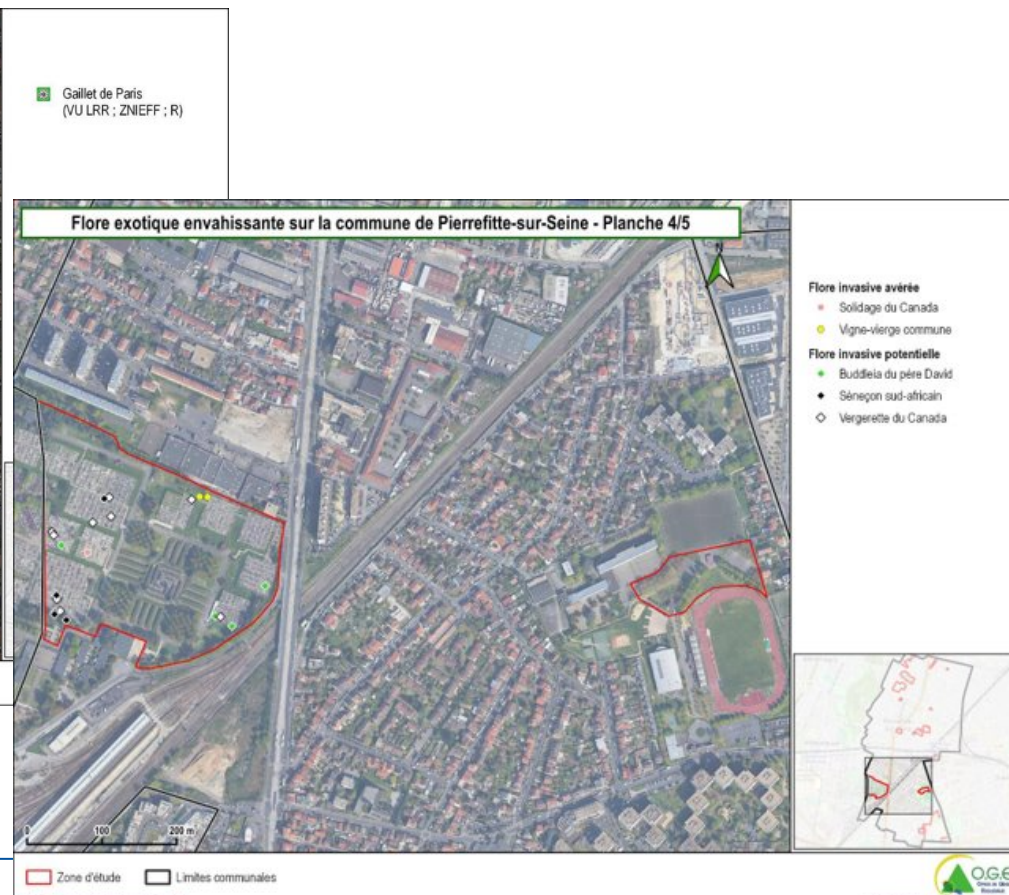 Gaillet de Paris
(VU LRR ; ZNIEFF ; R)
Flore exotique envahissante sur la commune de Pierrefitte-sur-Seine - Planche 4/5
N
Flore invasive avérée
Solidage du Canada
Vigne-vierge commune
Flore invasive potentielle
Buddleia du père David
Séneçon sud-africain
Vergerette du Canada
0 100 200 m
Zone d'étude Limites communales
O.G.E